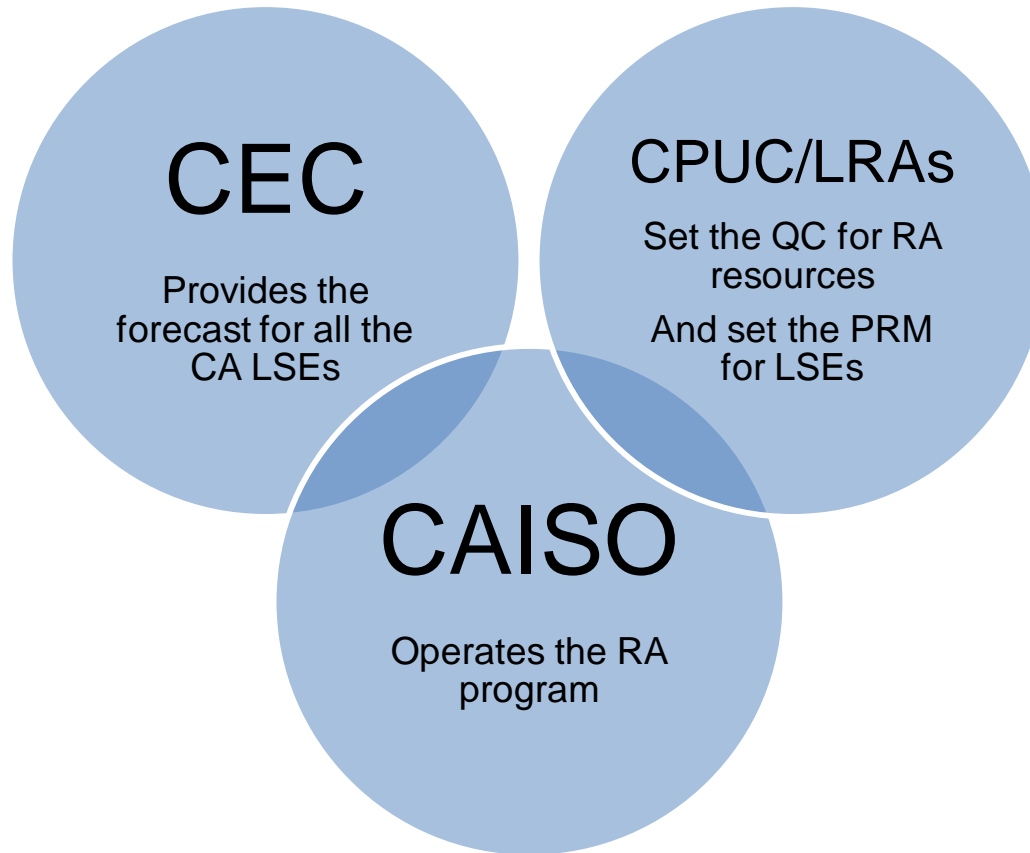 CEC
Provides the
forecast for all the
CA LSEs
CPUC/LRAs
Set the QC for RA
resources
And set the PRM
for LSEs
CAISO
Operates the RA
program